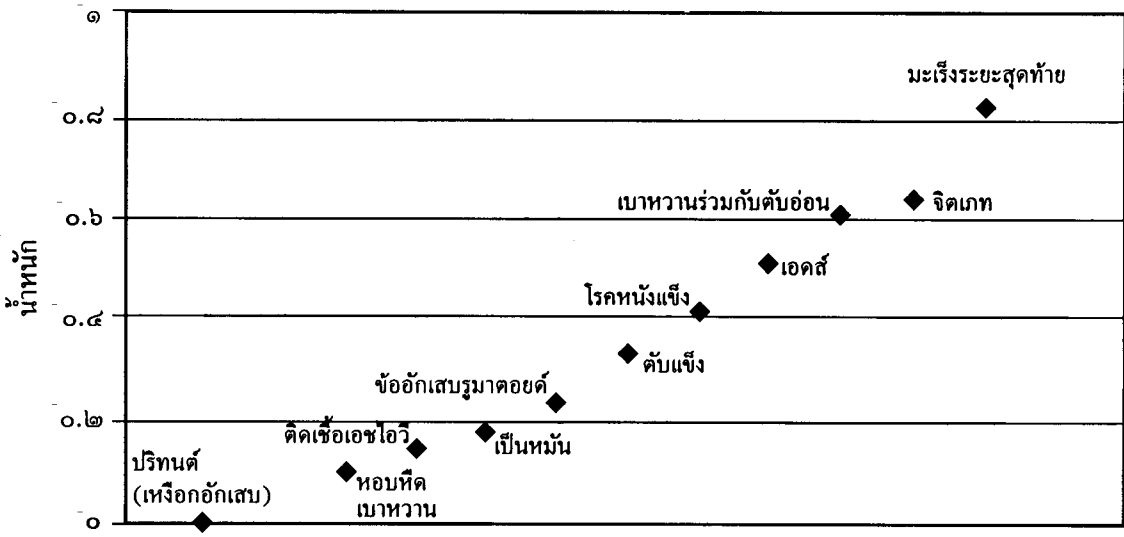 ๑
มะเร็งระยะสุดท้าย
๐.๘
เบาหวานร่วมกับตับอ่อน
จิตเภท
๐.๖
น้ำหนัก
เอดส์
โรคหนังแข็ง
๐.๔
ตับแข็ง
ข้ออักเสบรูมาตอยด์
๐.๒
ติดเชื้อเอชไอวี
เป็นหมัน
ปริทนต์
(เหงือกอักเสบ)
หอบหืด
เบาหวาน
๐